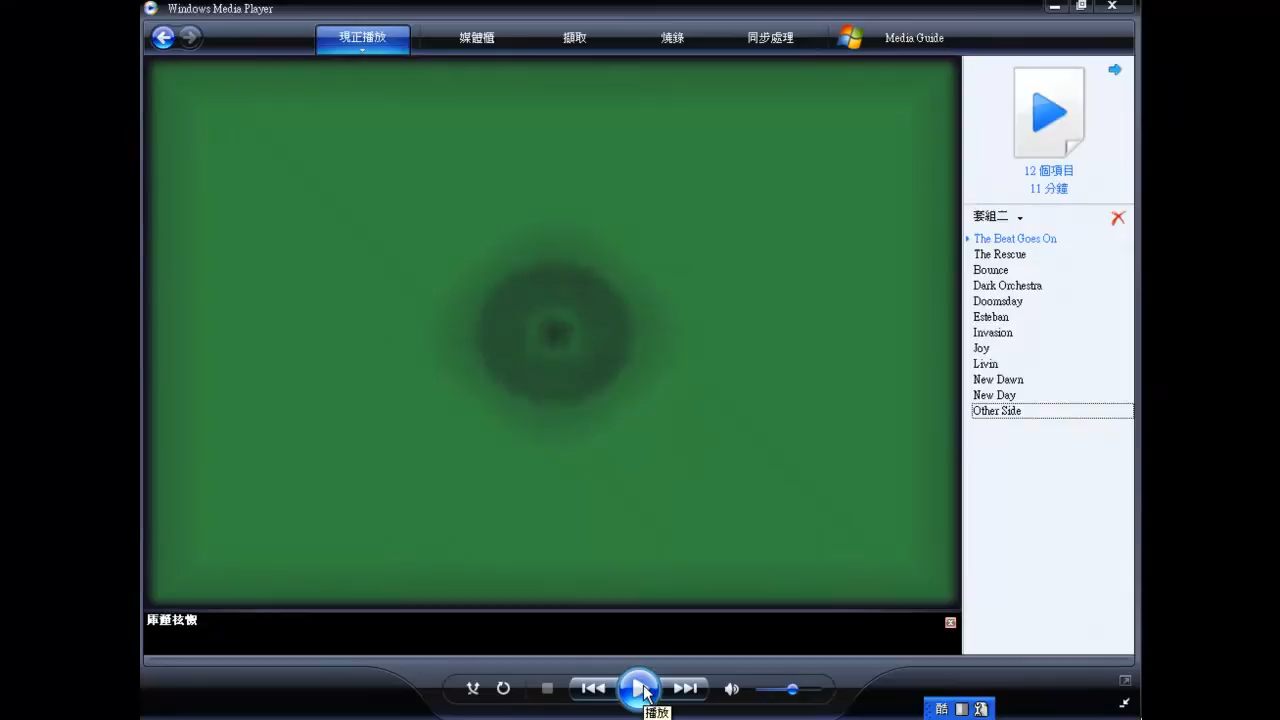 Windows Media Player
現正播放
媒體櫃
擷取
燒錄
同步處理
Media Guide
12 個項目
11 分鐘
套組二
The Beat Goes On
The Rescue
Bounce
Dark Orchestra
Doomsday
Esteban
Invasion
Joy
Livin
New Dawn
New Day
Other Side
播放
酷